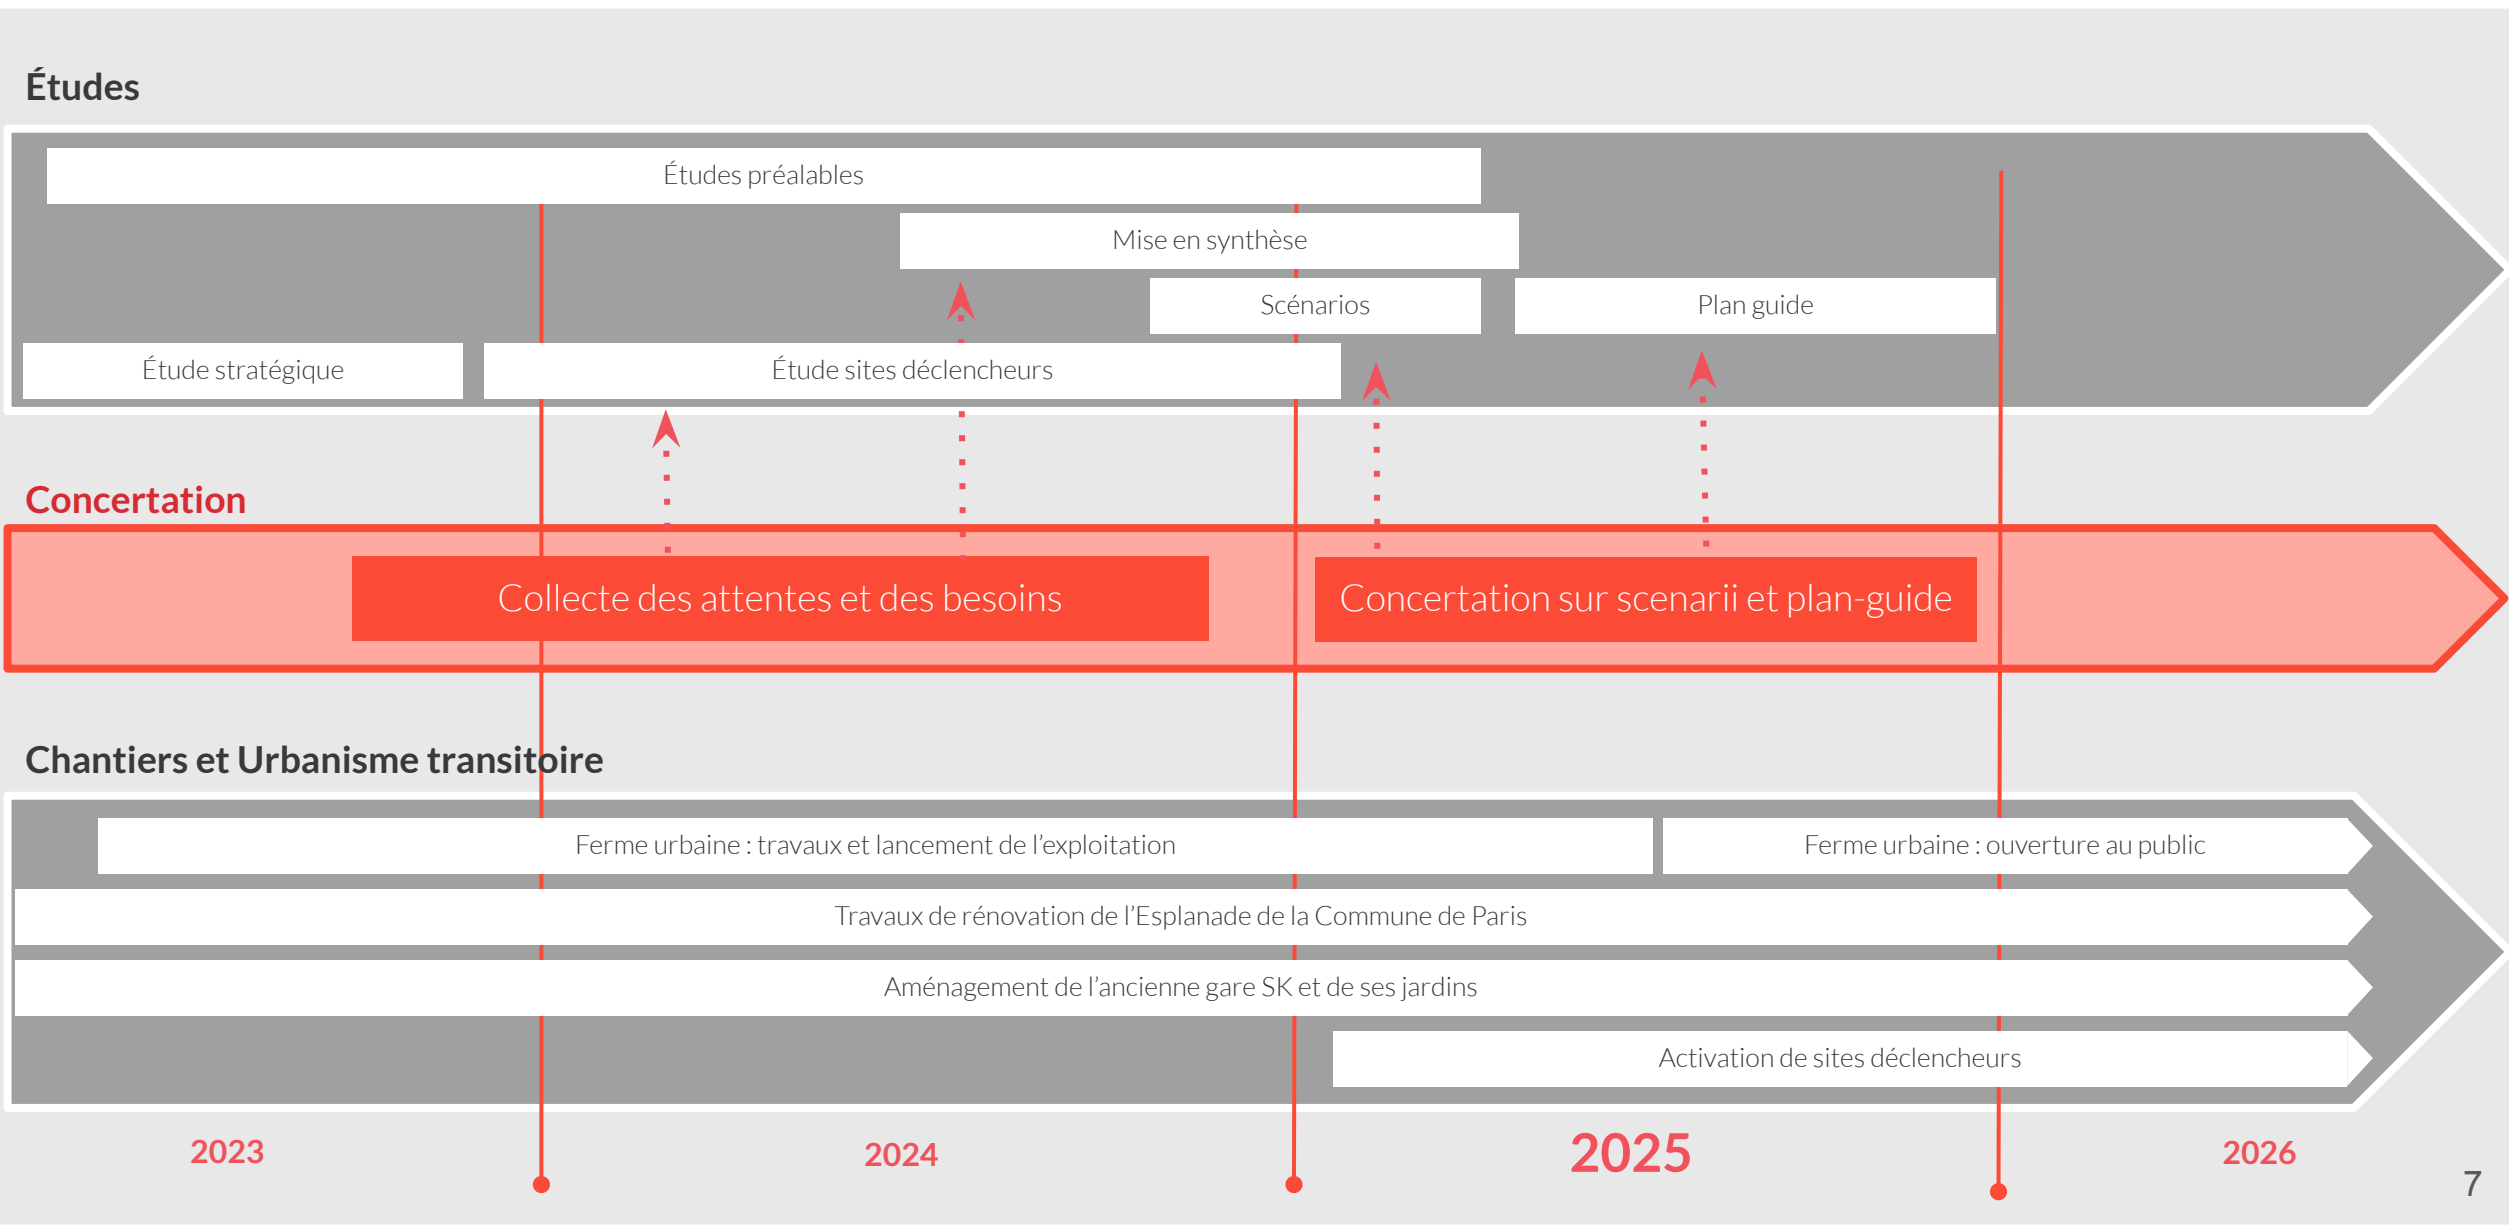 Études
Études préalables
Mise en synthèse
Scénarios
Plan guide
Étude stratégique
Étude sites déclencheurs
Concertation
Collecte des attentes et des besoins
Concertation sur scenarii et plan-guide
Chantiers et Urbanisme transitoire
Ferme urbaine : travaux et lancement de l’exploitation
Ferme urbaine : ouverture au public
Travaux de rénovation de l’Esplanade de la Commune de Paris
Aménagement de l’ancienne gare SK et de ses jardins
Activation de sites déclencheurs
2023
2024
2025
2026
7